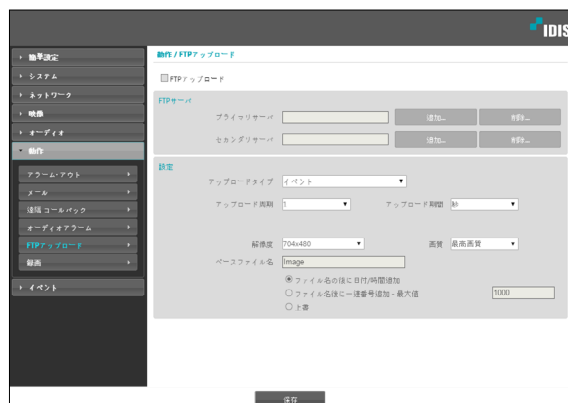 IDIS
簡単設定
システム
ネットワーク
映像
オーディオ
動作
アラーム・アウト
メール
遠隔コールバック
オーディオアラーム
FTPアップロード
録画
イベント
動作 / FTPアップロード
FTPアップロード
FTPサーバ
プライマリサーバ 追加... 削除...
セカンダリサーバ 追加... 削除...
設定
アップロードタイプ イベント
アップロード周期 1 アップロード期間 秒
解像度 704x480 画質 最高画質
ベースファイル名 Image
ファイル名の後に日付/時間追加
ファイル名後に一連番号追加 - 最大値 1000
上書
保存